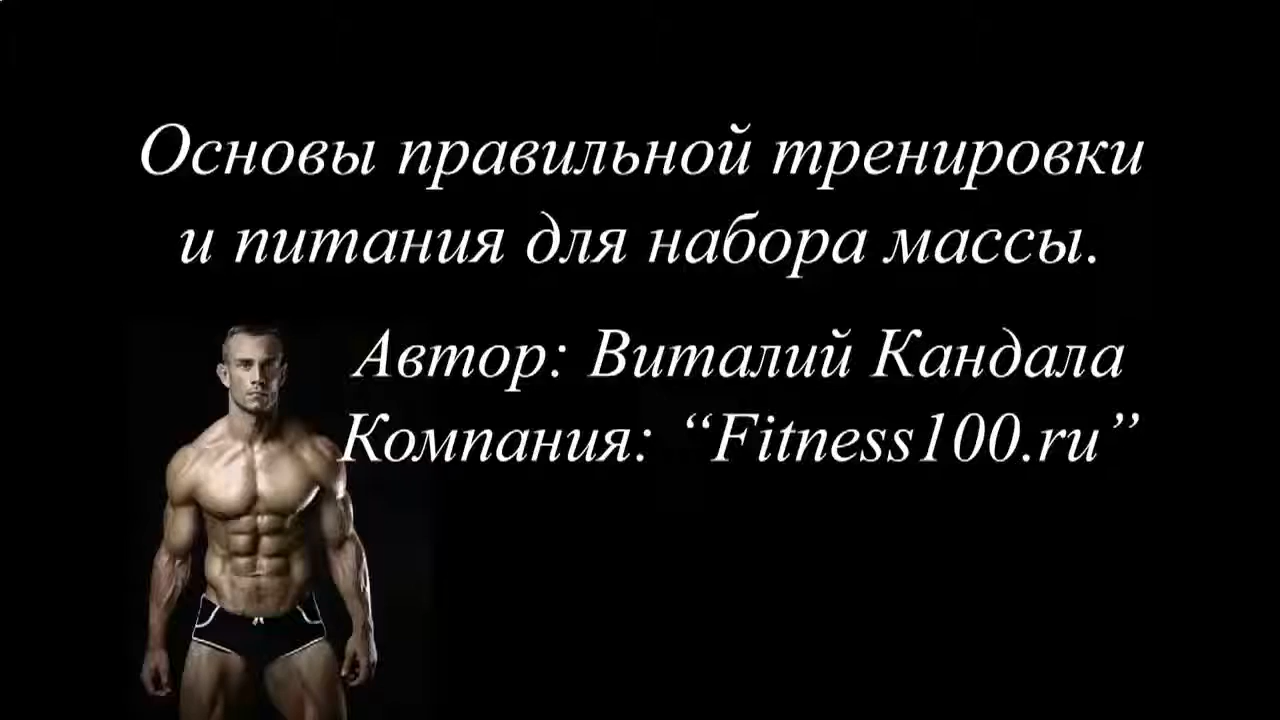 Основы правильной тренировки
и питания для набора массы.
Автор: Виталий Кандала
Компания: “Fitness100.ru”